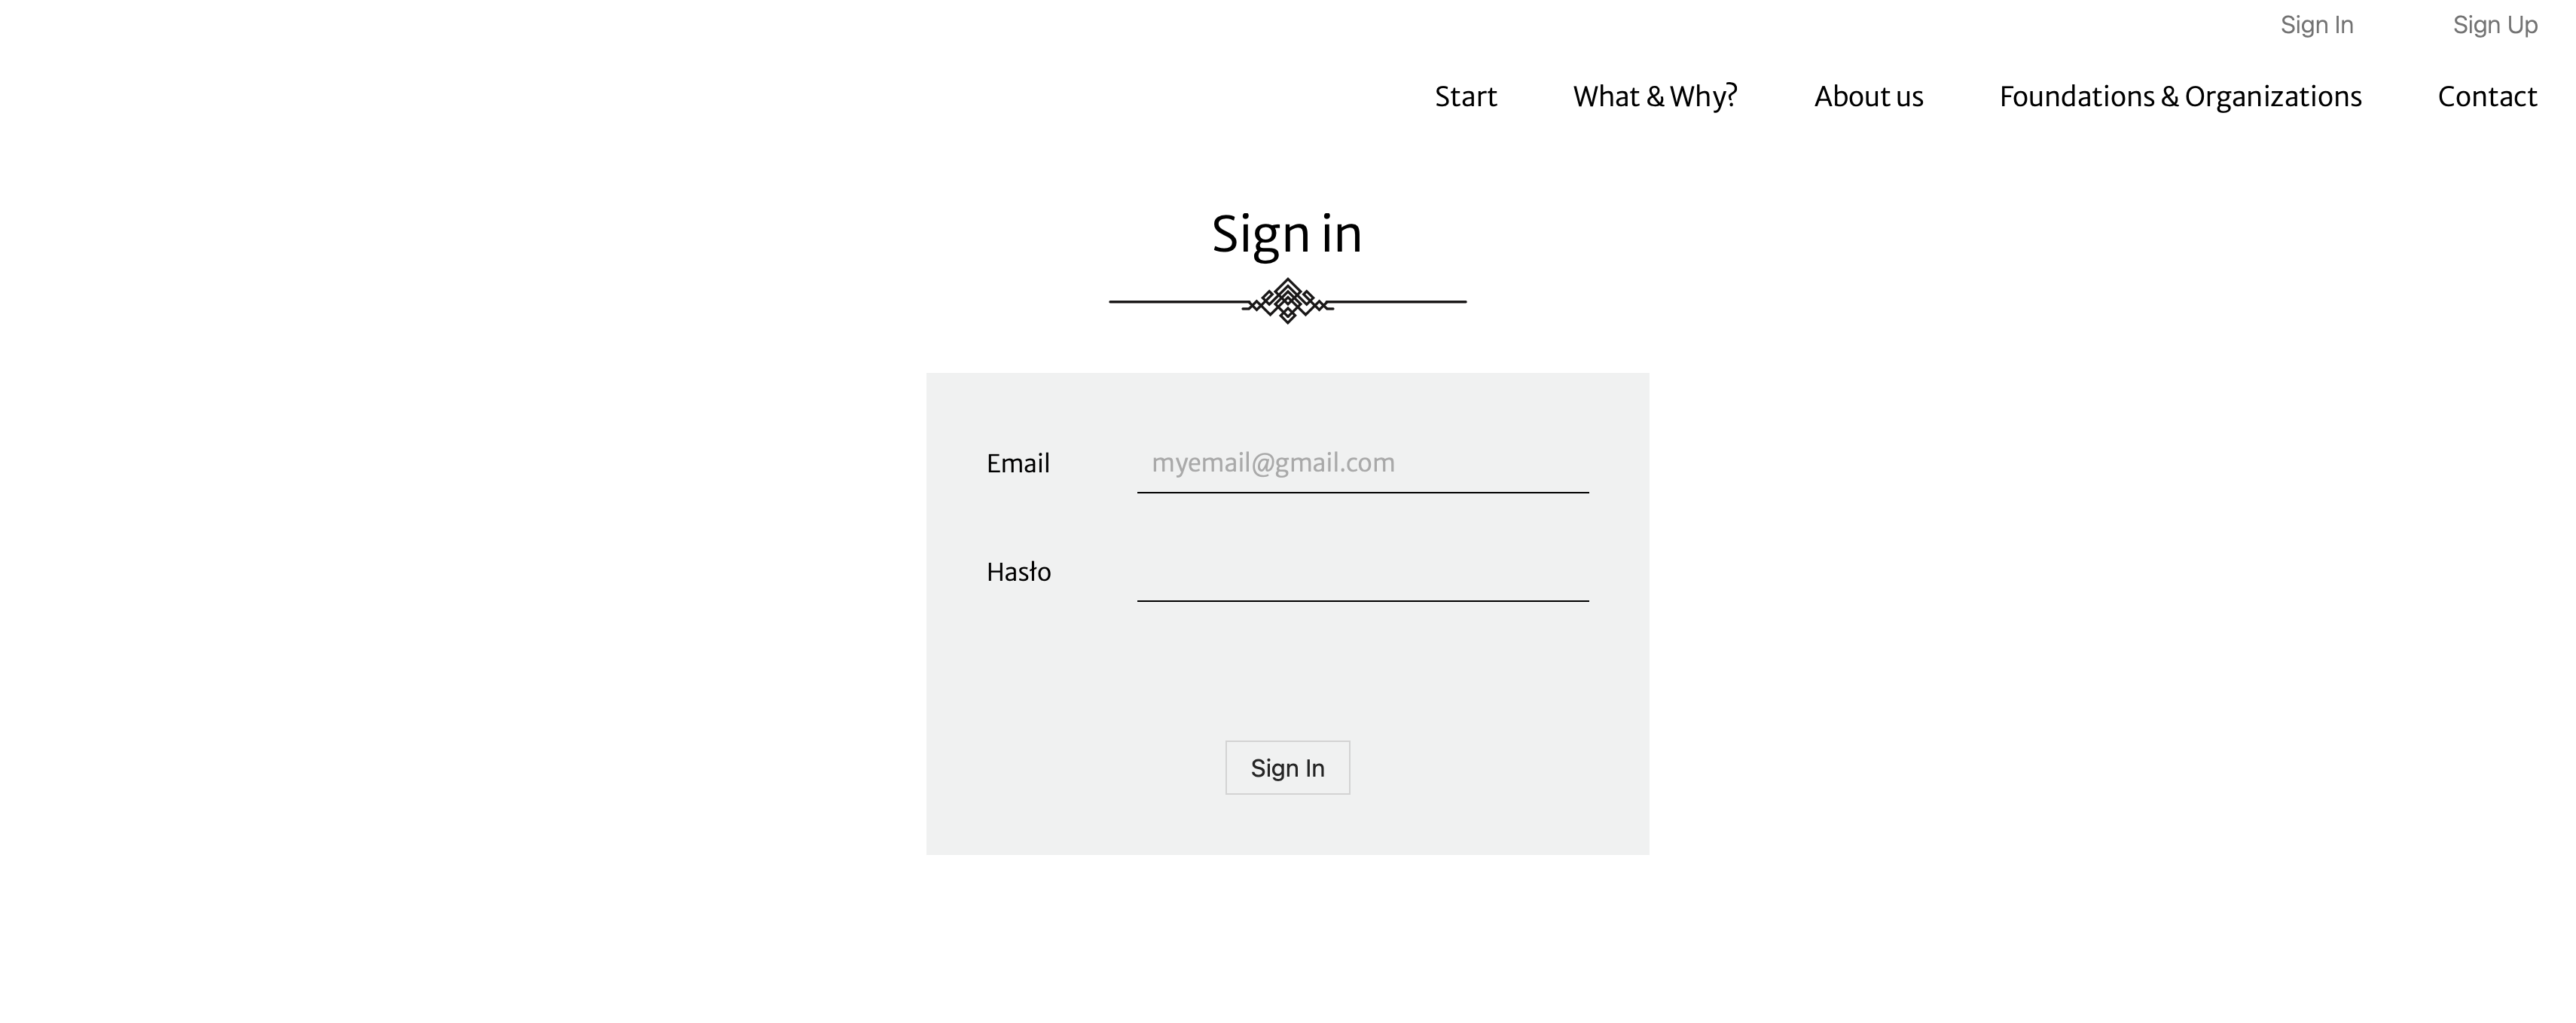 Sign In Sign Up
Start What & Why? About us Foundations & Organizations Contact
Sign in
Email myemail@gmail.com
Hasło
Sign In